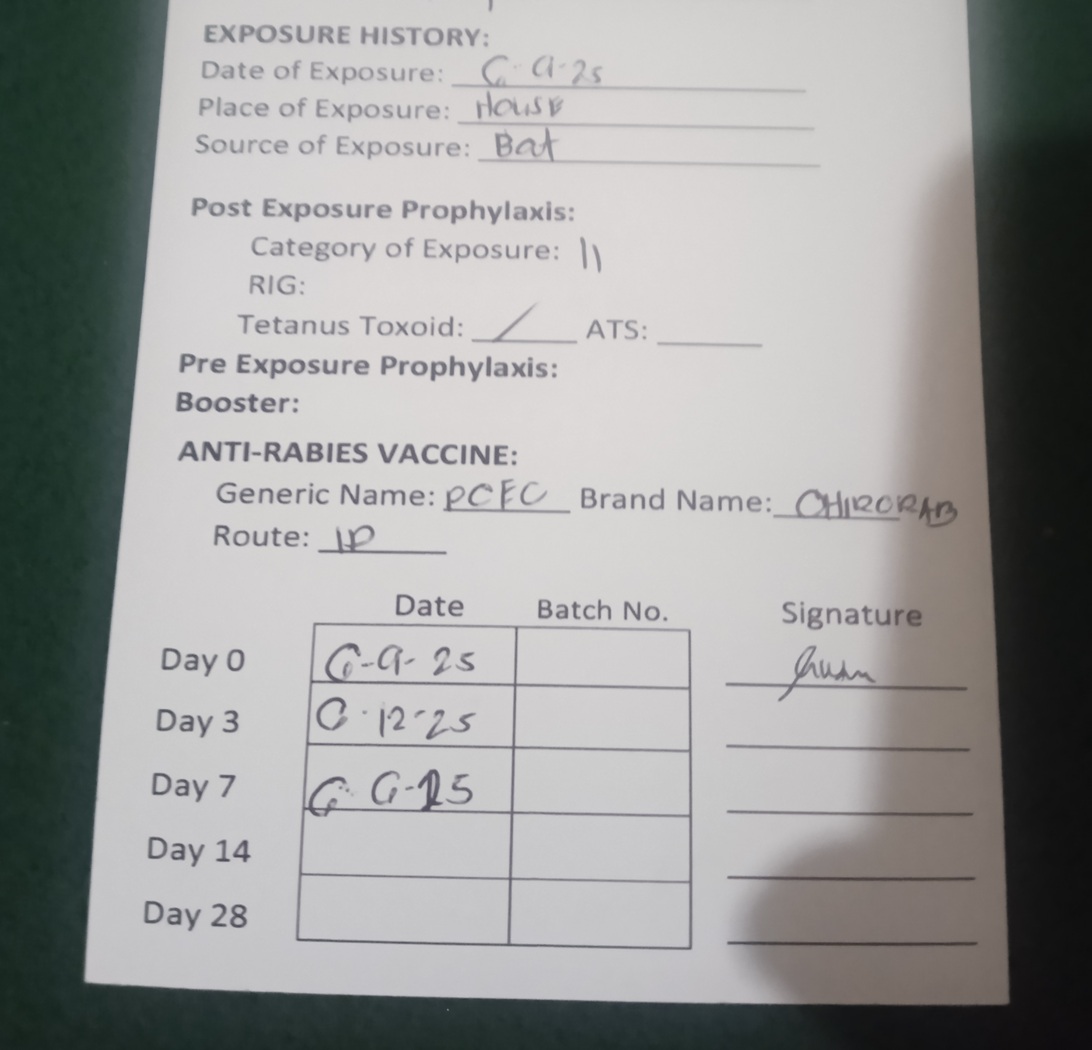 EXPOSURE HISTORY:
Date of Exposure: 6-9-25
Place of Exposure: House
Source of Exposure: Bat
Post Exposure Prophylaxis:
Category of Exposure: II
RIG:
Tetanus Toxoid: / ATS:
Pre Exposure Prophylaxis:
Booster:
ANTI-RABIES VACCINE:
Generic Name: PCEC Brand Name: CHIRORAB
Route: ID
Date Batch No. Signature
Day 0 6-9-25
Day 3 6-12-25
Day 7
Day 14
Day 28